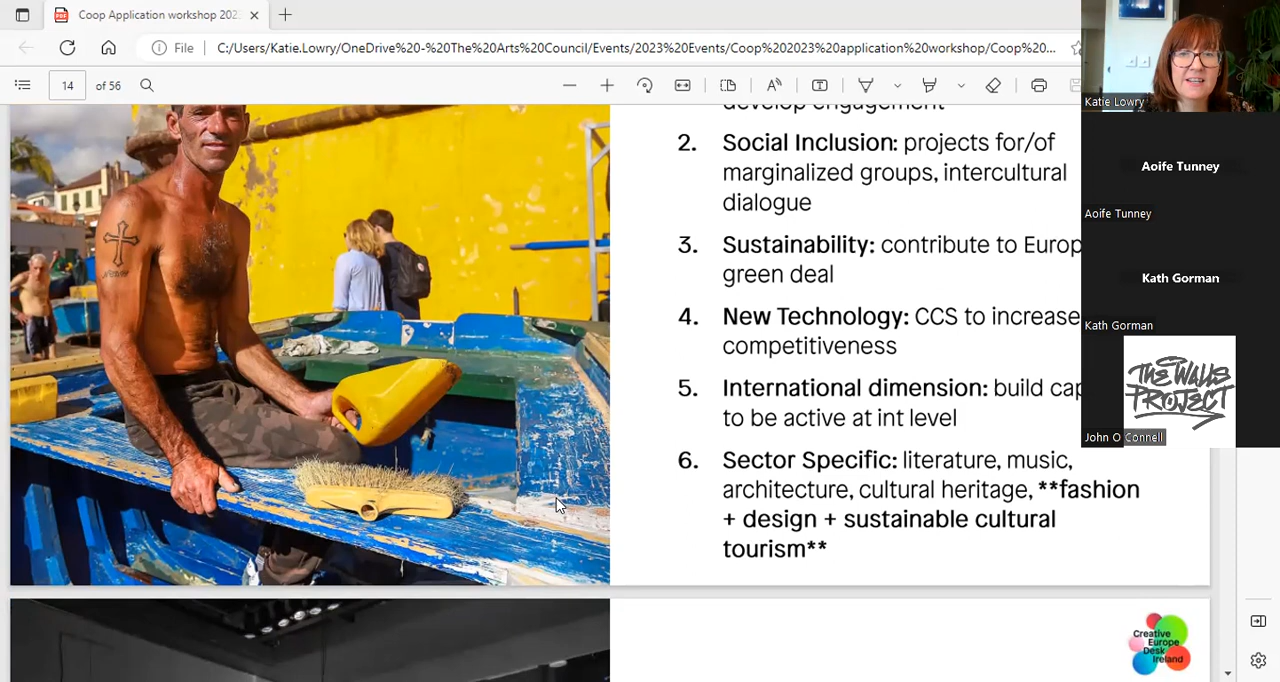 Coop Application workshop 202
File
C:/Users/Katie.Lowry/OneDrive%20-%20The%20Arts%20Council/Events/2023%20Events/Coop%202023%20application%20workshop/Coop%20...
14 of 56
develop engagement
2. Social Inclusion: projects for/of
marginalized groups, intercultural
dialogue
3. Sustainability: contribute to Europ
green deal
4. New Technology: CCS to increase
competitiveness
5. International dimension: build cap
to be active at int level
6. Sector Specific: literature, music,
architecture, cultural heritage, **fashion
+ design + sustainable cultural
tourism**
Creative
Europe
Desk
Ireland
Katie Lowry
Aoife Tunney
Aoife Tunney
Kath Gorman
Kath Gorman
THE WALLS
PROJECT
John O Connell